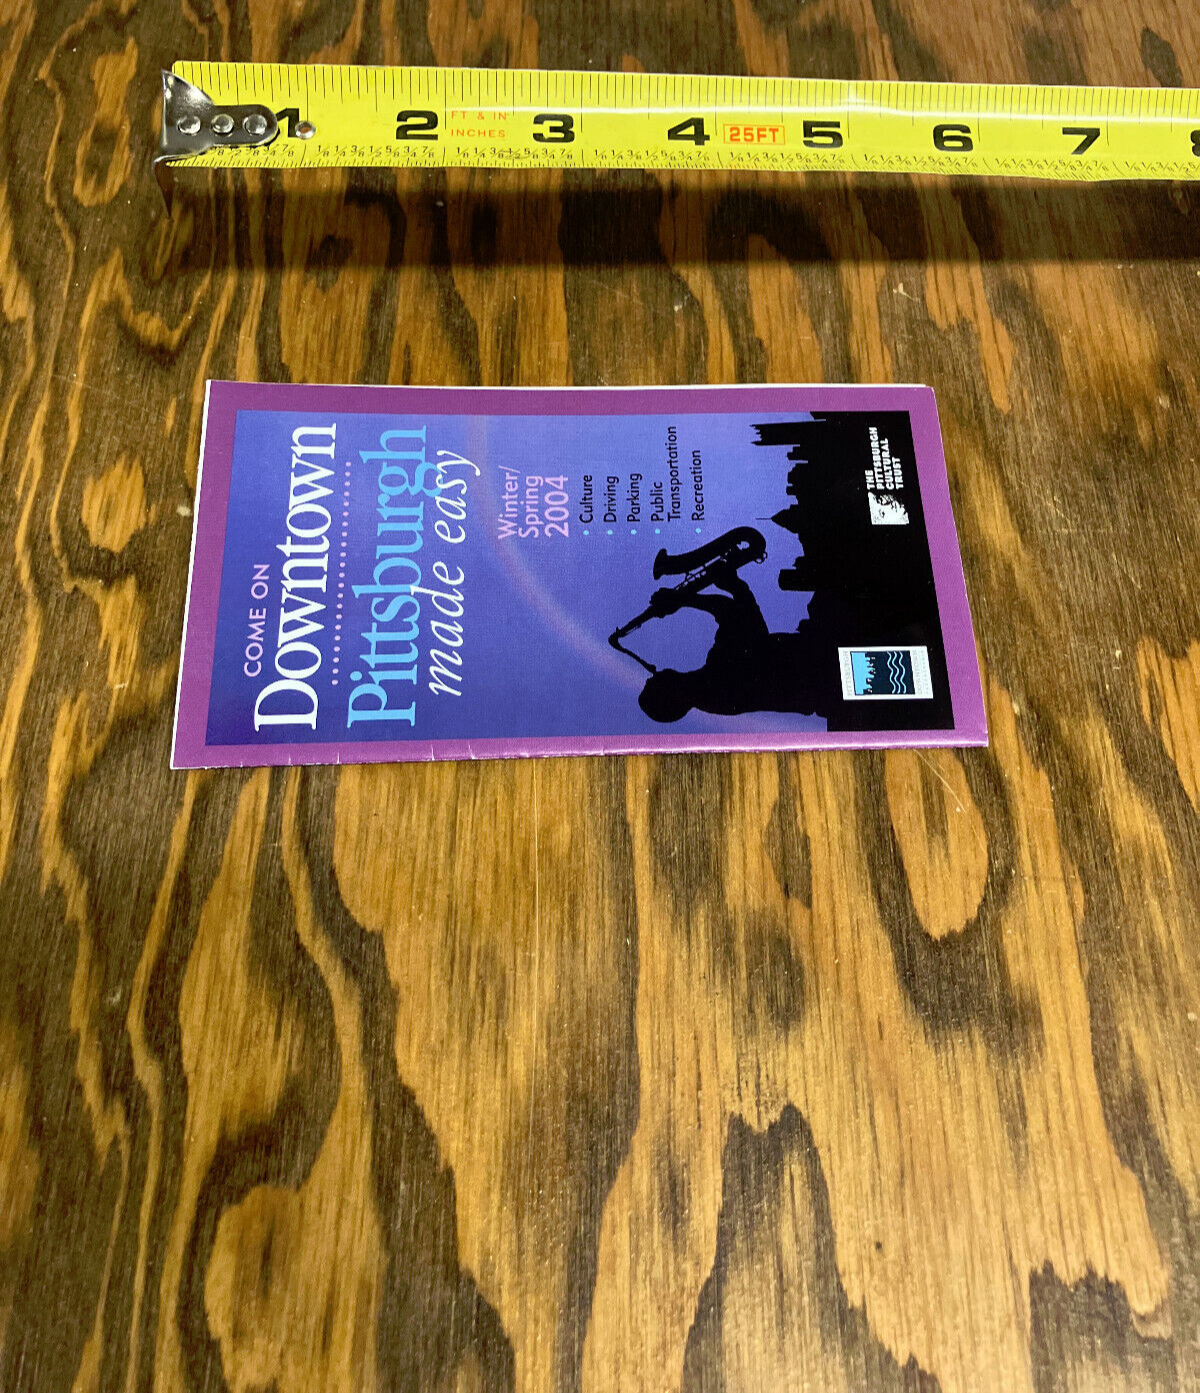 1 2 3 4 5 6 7 8
FT & IN
INCHES
25FT
COME ON
Downtown
Pittsburgh
made easy
Winter/
Spring
2004
• Culture
• Driving
• Parking
• Public
Transportation
• Recreation
THE
PITTSBURGH
CULTURAL
TRUST